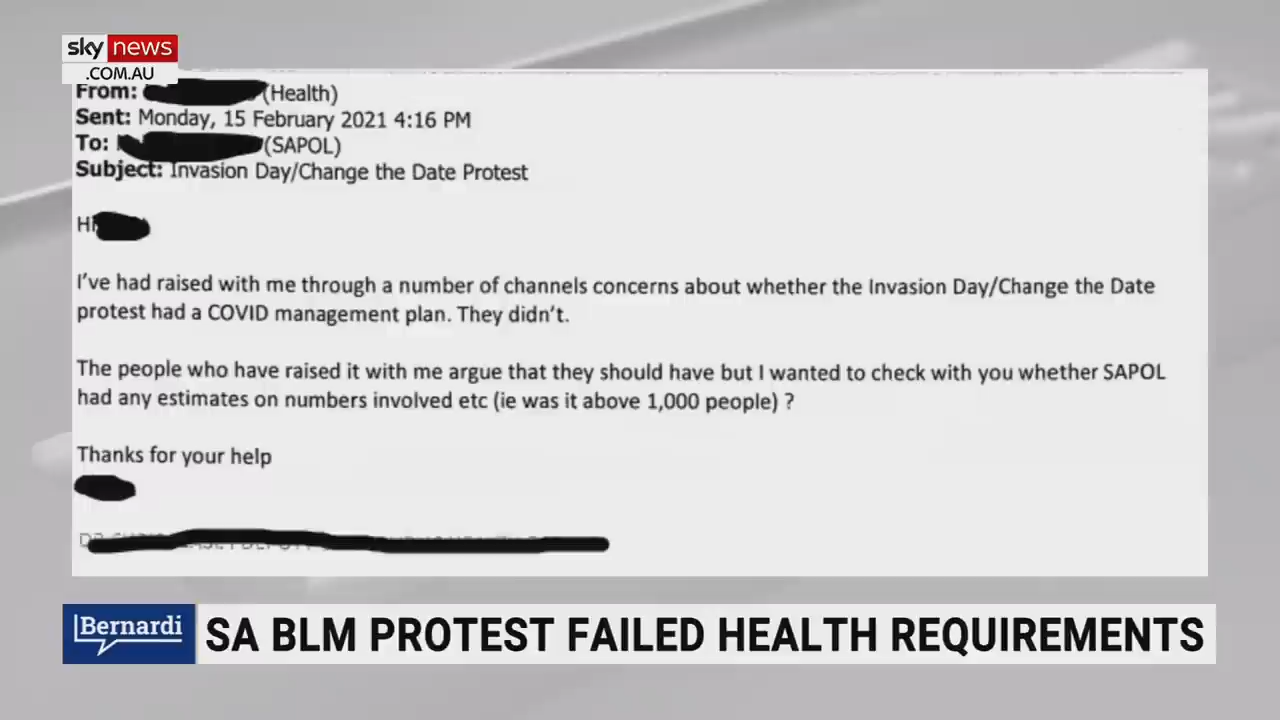 sky news
.COM.AU
From: (Health)
Sent: Monday, 15 February 2021 4:16 PM
To: (SAPOL)
Subject: Invasion Day/Change the Date Protest
Hi
I've had raised with me through a number of channels concerns about whether the Invasion Day/Change the Date
protest had a COVID management plan. They didn't.
The people who have raised it with me argue that they should have but I wanted to check with you whether SAPOL
had any estimates on numbers involved etc (ie was it above 1,000 people) ?
Thanks for your help
Bernardi
SA BLM PROTEST FAILED HEALTH REQUIREMENTS